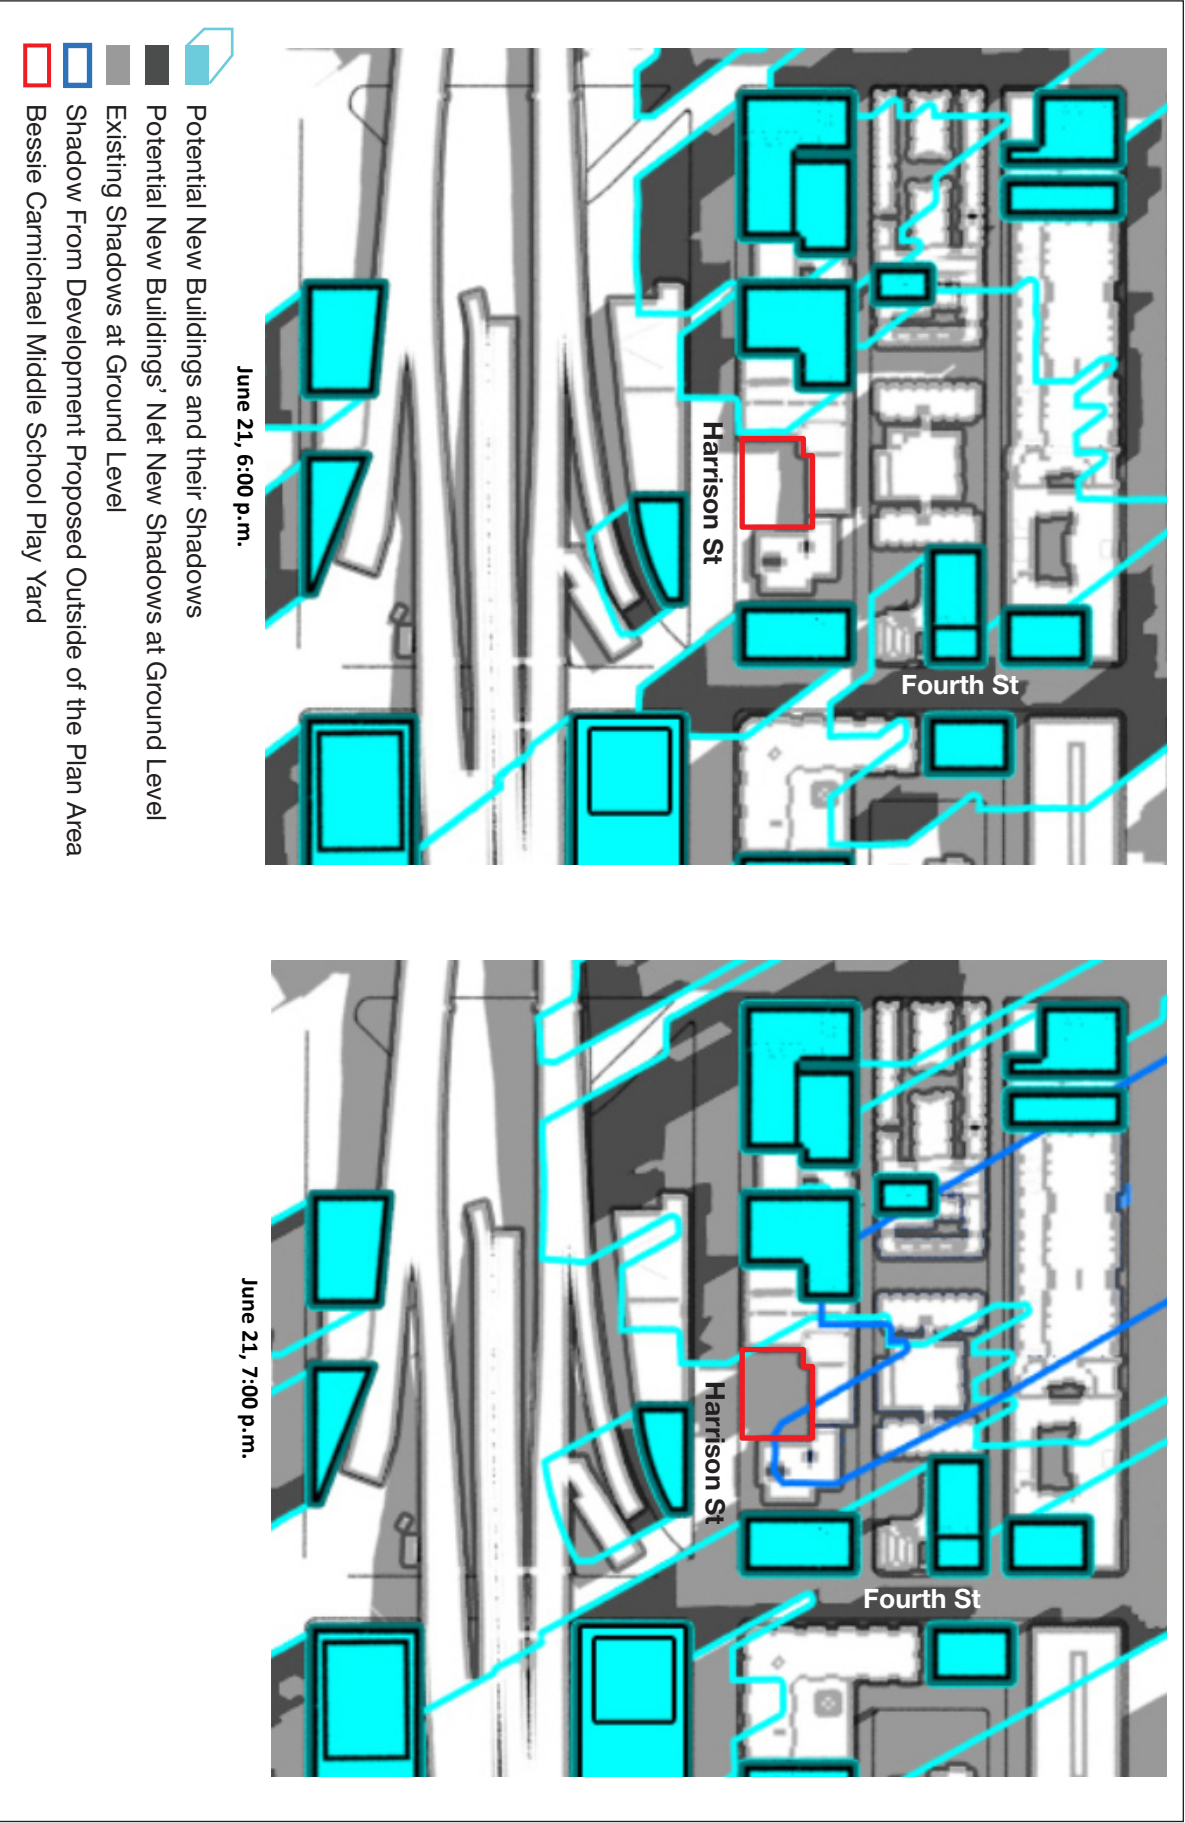 Fourth St
Harrison St
June 21, 6:00 p.m.
Fourth St
Harrison St
June 21, 7:00 p.m.
Potential New Buildings and their Shadows
Potential New Buildings’ Net New Shadows at Ground Level
Existing Shadows at Ground Level
Shadow From Development Proposed Outside of the Plan Area
Bessie Carmichael Middle School Play Yard